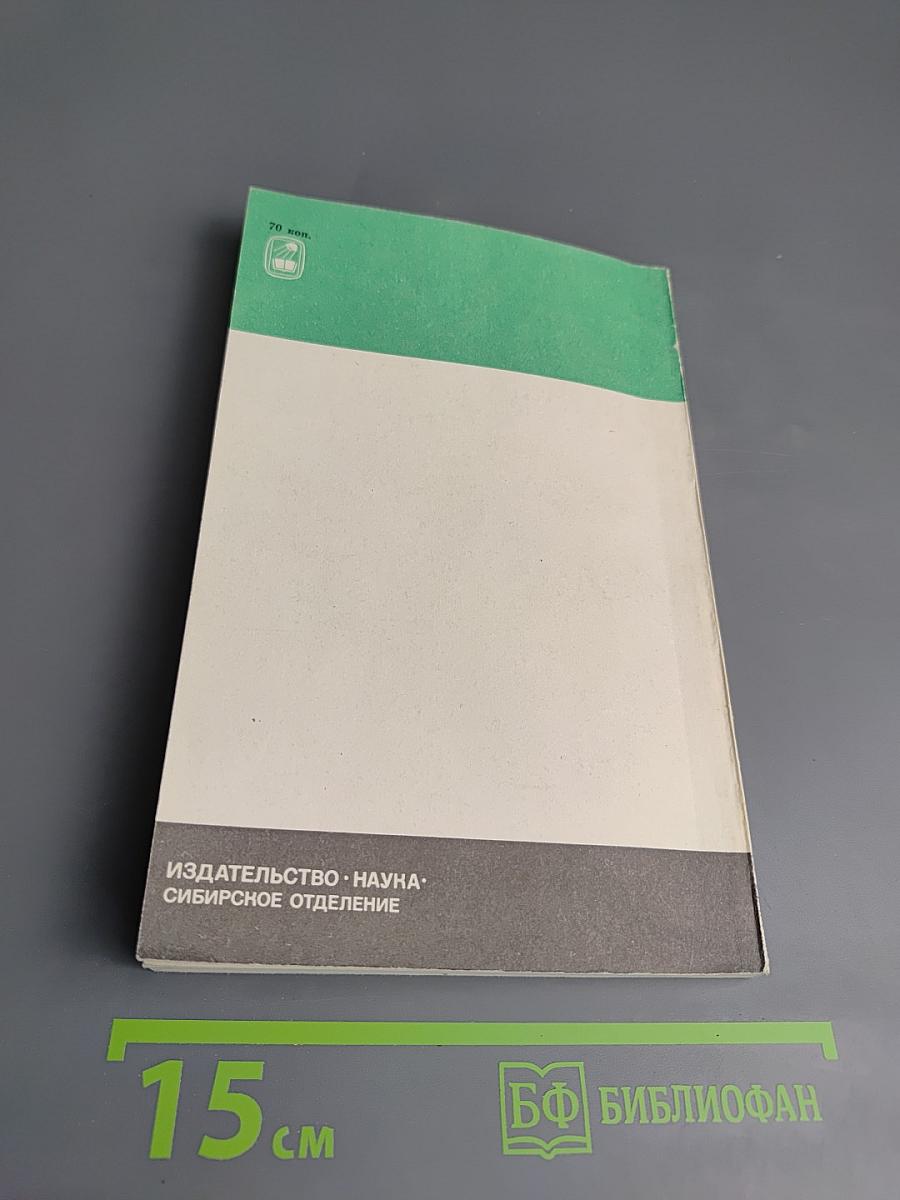 70 коп.
ИЗДАТЕЛЬСТВО · НАУКА ·
СИБИРСКОЕ ОТДЕЛЕНИЕ
15 см
БФ БИБЛИОФАН